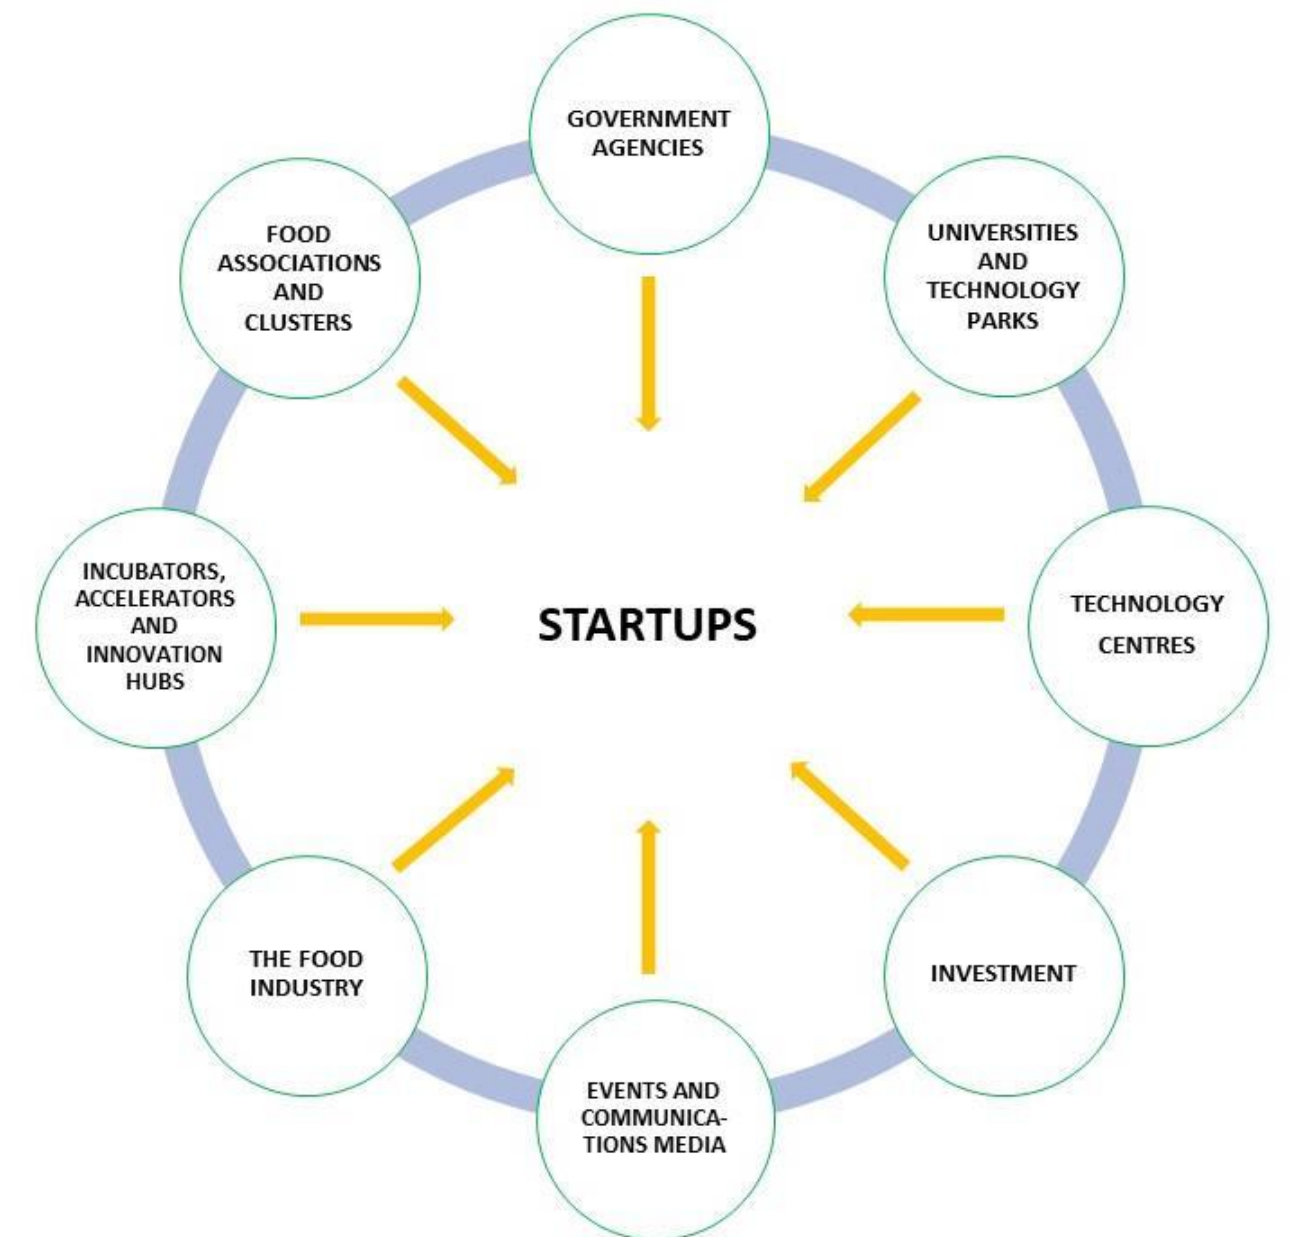 GOVERNMENT
AGENCIES
UNIVERSITIES
AND
TECHNOLOGY
PARKS
TECHNOLOGY
CENTRES
INVESTMENT
EVENTS AND
COMMUNICA-
TIONS MEDIA
THE FOOD
INDUSTRY
INCUBATORS,
ACCELERATORS
AND
INNOVATION
HUBS
FOOD
ASSOCIATIONS
AND
CLUSTERS
STARTUPS